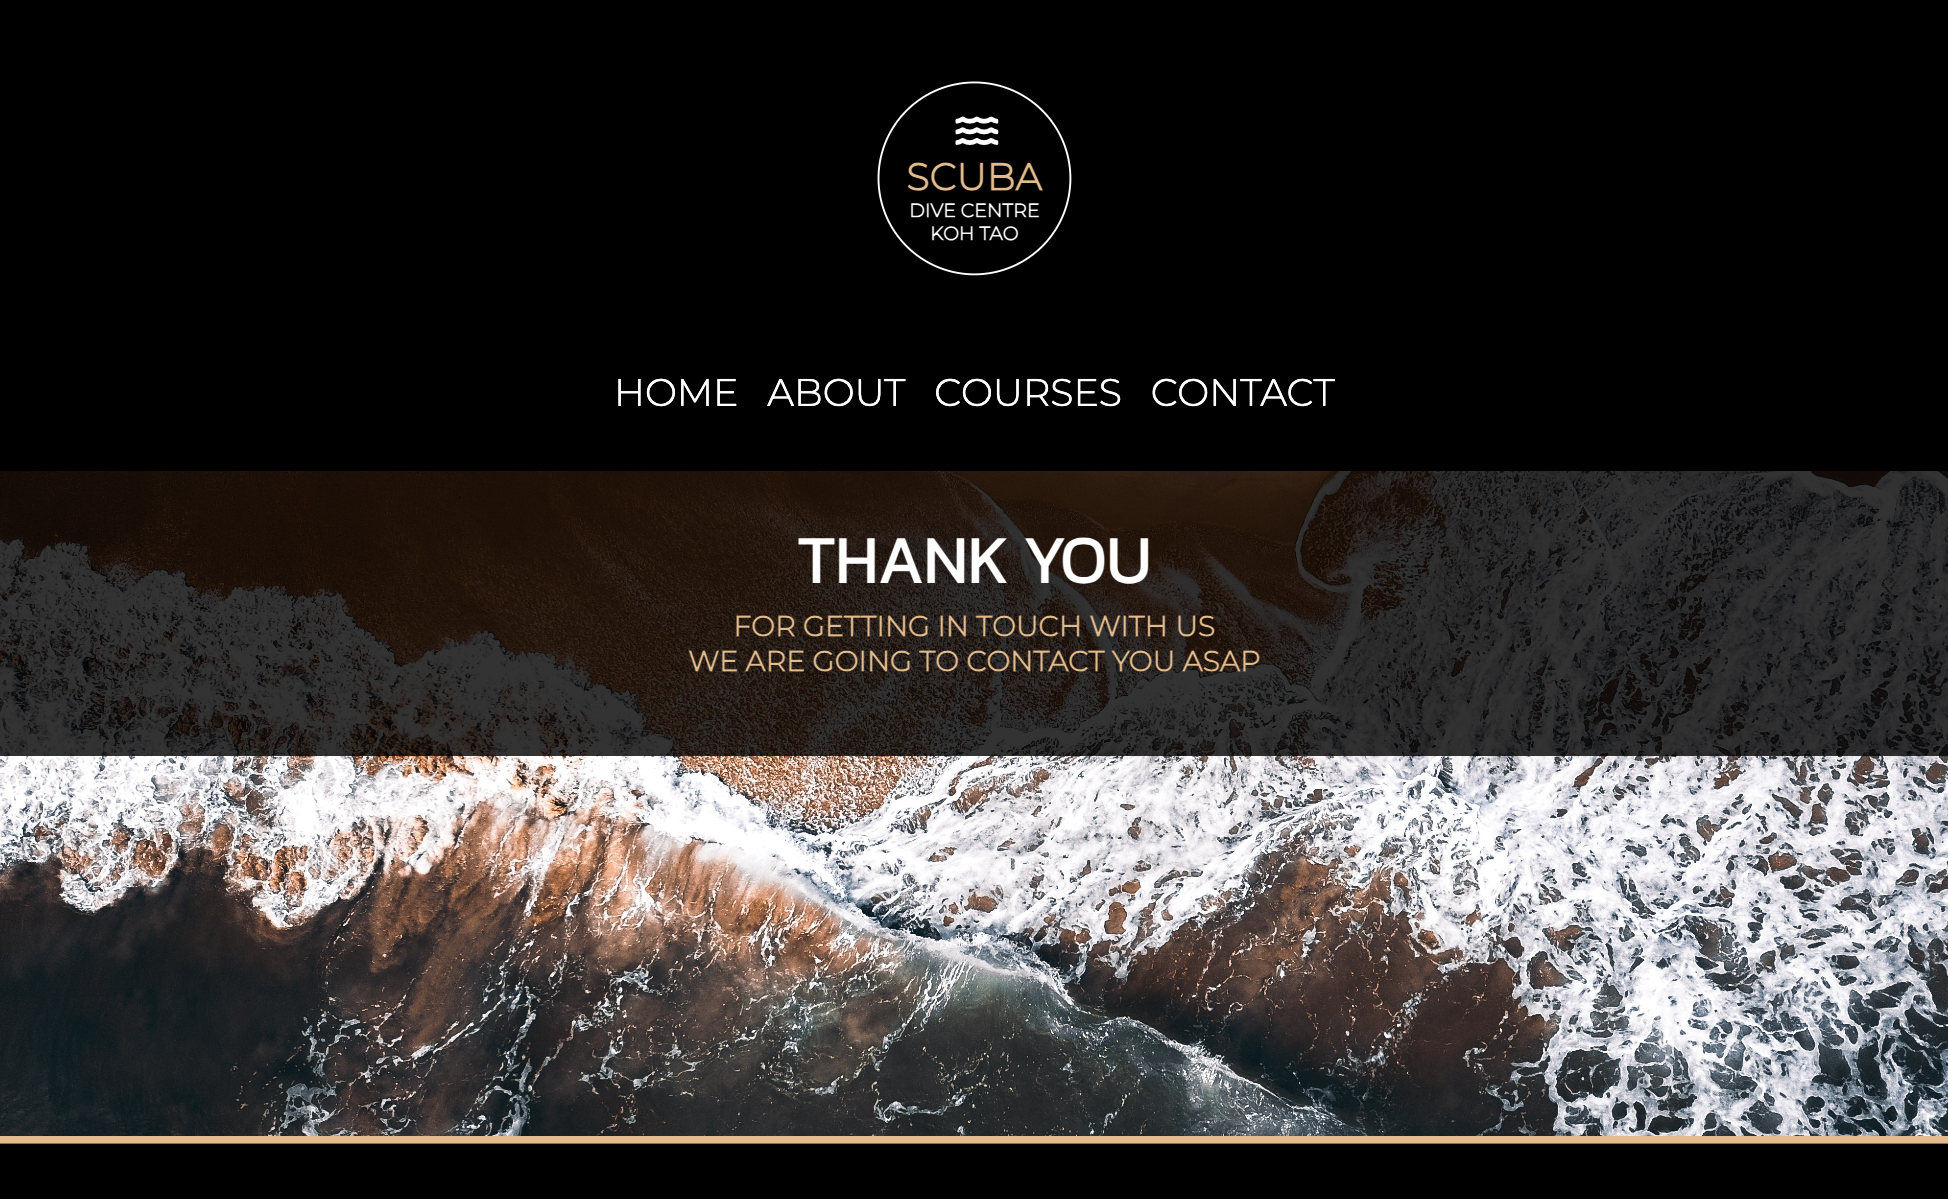 SCUBA
DIVE CENTRE
KOH TAO
HOME ABOUT COURSES CONTACT
THANK YOU
FOR GETTING IN TOUCH WITH US
WE ARE GOING TO CONTACT YOU ASAP